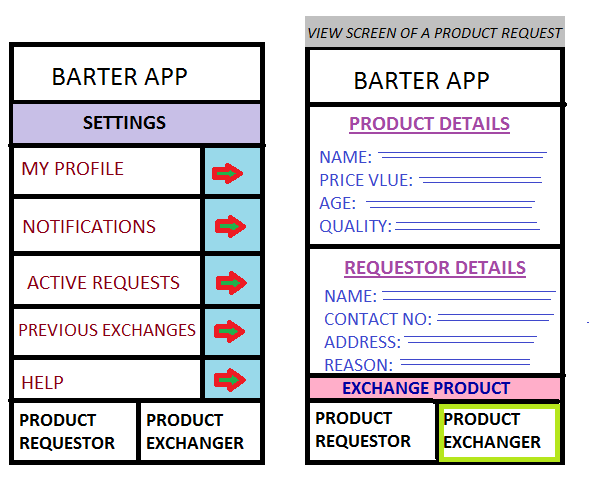 BARTER APP
SETTINGS
MY PROFILE
NOTIFICATIONS
ACTIVE REQUESTS
PREVIOUS EXCHANGES
HELP
PRODUCT
REQUESTOR
PRODUCT
EXCHANGER
VIEW SCREEN OF A PRODUCT REQUEST
BARTER APP
PRODUCT DETAILS
NAME:
PRICE VLUE:
AGE:
QUALITY:
REQUESTOR DETAILS
NAME:
CONTACT NO:
ADDRESS:
REASON:
EXCHANGE PRODUCT
PRODUCT
REQUESTOR
PRODUCT
EXCHANGER